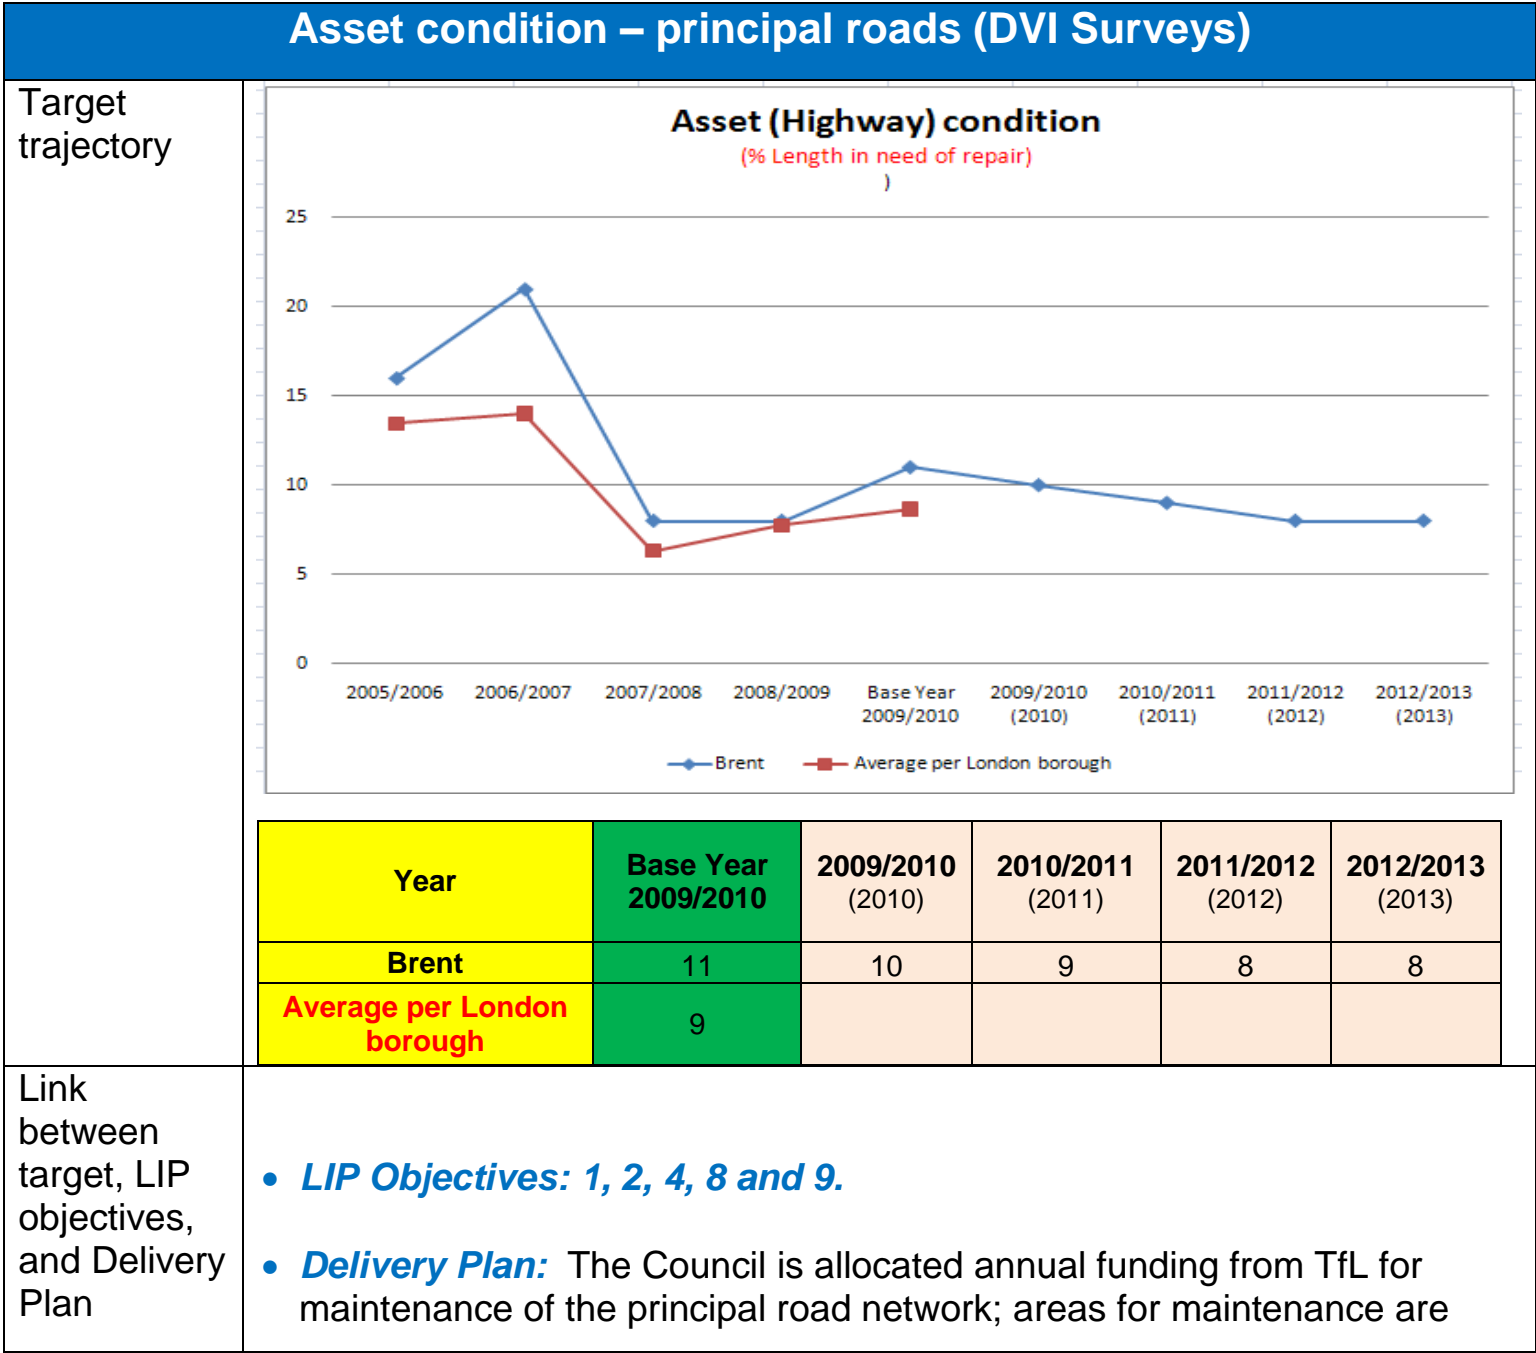 Asset condition – principal roads (DVI Surveys)
Target
trajectory
Asset (Highway) condition
(% Length in need of repair)
)
25
20
15
10
5
0
2005/2006 2006/2007 2007/2008 2008/2009 Base Year 2009/2010 2010/2011 2011/2012 2012/2013
2009/2010 (2010) (2011) (2012) (2013)
Brent Average per London borough
Year Base Year 2009/2010 2010/2011 2011/2012 2012/2013
2009/2010 (2010) (2011) (2012) (2013)
Brent 11 10 9 8 8
Average per London
borough 9
Link
between
target, LIP
objectives,
and Delivery
Plan
• LIP Objectives: 1, 2, 4, 8 and 9.
• Delivery Plan: The Council is allocated annual funding from TfL for
maintenance of the principal road network; areas for maintenance are